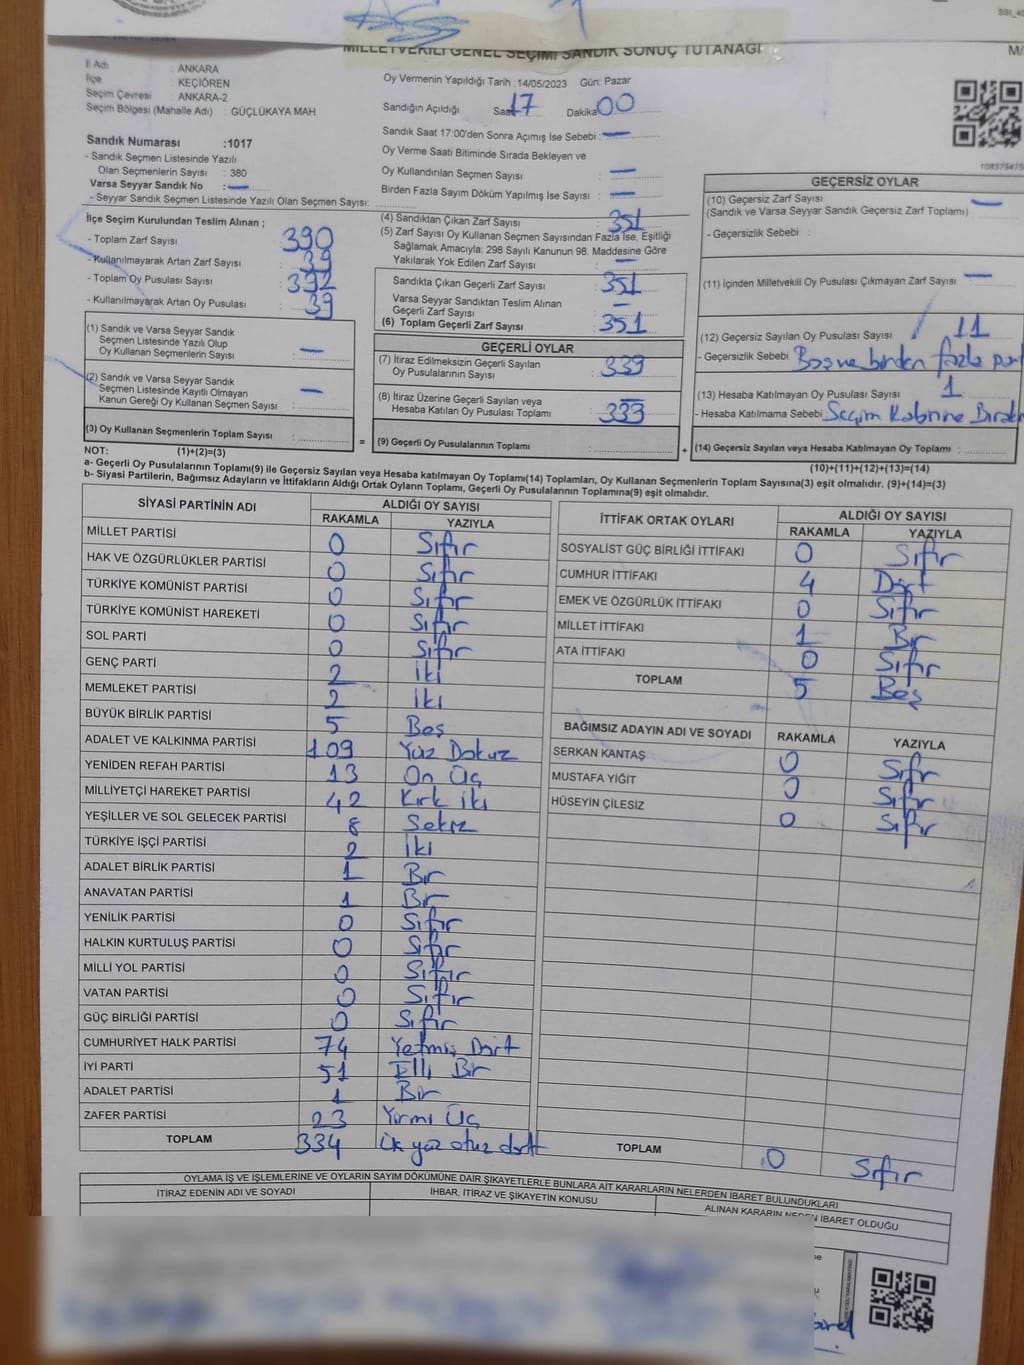 MİLLETVEKİLİ GENEL SEÇİMİ SANDIK SONUÇ TUTANAĞI
İl Adı : ANKARA
İlçe : KEÇİÖREN
Seçim Çevresi : ANKARA-2
Seçim Bölgesi (Mahalle Adı) : GÜÇLÜKAYA MAH.
Sandık Numarası :1017
- Sandık Seçmen Listesinde Yazılı
Olan Seçmenlerin Sayısı : 380
Varsa Seyyar Sandık No : —
- Seyyar Sandık Seçmen Listesinde Yazılı Olan Seçmen Sayısı:
Oy Vermenin Yapıldığı Tarih : 14/05/2023 Gün: Pazar
Sandığın Açıldığı Saat 17 Dakika 00
Sandık Saat 17:00'den Sonra Açımış İse Sebebi : —
Oy Verme Saati Bitiminde Sırada Bekleyen ve
Oy Kullandırılan Seçmen Sayısı : —
Birden Fazla Sayım Döküm Yapılmış İse Sayısı : —
İlçe Seçim Kurulundan Teslim Alınan ;
- Toplam Zarf Sayısı : 390
- Kullanılmayarak Artan Zarf Sayısı : 39
- Toplam Oy Pusulası Sayısı : 392
- Kullanılmayarak Artan Oy Pusulası : 39
(1) Sandık ve Varsa Seyyar Sandık
Seçmen Listesinde Yazılı Olup
Oy Kullanan Seçmenlerin Sayısı : —
(2) Sandık ve Varsa Seyyar Sandık
Seçmen Listesinde Kayıtlı Olmayan
Kanun Gereği Oy Kullanan Seçmen Sayısı : —
(3) Oy Kullanan Seçmenlerin Toplam Sayısı :
(4) Sandıktan Çıkan Zarf Sayısı : 351
(5) Zarf Sayısı Oy Kullanan Seçmen Sayısından Fazla İse, Eşitliği
Sağlamak Amacıyla; 298 Sayılı Kanunun 98. Maddesine Göre
Yakılarak Yok Edilen Zarf Sayısı : —
Sandıkta Çıkan Geçerli Zarf Sayısı : 351
Varsa Seyyar Sandıktan Teslim Alınan
Geçerli Zarf Sayısı : —
(6) Toplam Geçerli Zarf Sayısı : 351
GEÇERLİ OYLAR
(7) İtiraz Edilmeksizin Geçerli Sayılan
Oy Pusulalarının Sayısı : 339
(8) İtiraz Üzerine Geçerli Sayılan veya
Hesaba Katılan Oy Pusulası Toplamı : —
333
= (9) Geçerli Oy Pusulalarının Toplamı :
GEÇERSİZ OYLAR
(10) Geçersiz Zarf Sayısı
(Sandık ve Varsa Seyyar Sandık Geçersiz Zarf Toplamı) : —
- Geçersizlik Sebebi :
(11) İçinden Milletvekili Oy Pusulası Çıkmayan Zarf Sayısı : —
(12) Geçersiz Sayılan Oy Pusulası Sayısı : 11
- Geçersizlik Sebebi : Boş ve birden fazla part
(13) Hesaba Katılmayan Oy Pusulası : 1
- Hesaba Katılmama Sebebi : Seçim Kabinine Bırak
+ (14) Geçersiz Sayılan veya Hesaba Katılmayan Oy Toplamı :
NOT: (1)+(2)=(3) (10)+(11)+(12)+(13)=(14)
a- Geçerli Oy Pusulalarının Toplamı(9) ile Geçersiz Sayılan veya Hesaba katılmayan Oy Toplamı(14) Toplamları, Oy Kullanan Seçmenlerin Toplam Sayısına(3) eşit olmalıdır. (9)+(14)=(3)
b- Siyasi Partilerin, Bağımsız Adayların ve İttifakların Aldığı Ortak Oyların Toplamı, Geçerli Oy Pusulalarının Toplamına(9) eşit olmalıdır.
SİYASİ PARTİNİN ADI ALDIĞI OY SAYISI
RAKAMLA YAZIYLA
MİLLET PARTİSİ 0 Sıfır
HAK VE ÖZGÜRLÜKLER PARTİSİ 0 Sıfır
TÜRKİYE KOMÜNİST PARTİSİ 0 Sıfır
TÜRKİYE KOMÜNİST HAREKETİ 0 Sıfır
SOL PARTİ 0 Sıfır
GENÇ PARTİ 2 İki
MEMLEKET PARTİSİ 2 İki
BÜYÜK BİRLİK PARTİSİ 5 Beş
ADALET VE KALKINMA PARTİSİ 109 Yüz Dokuz
YENİDEN REFAH PARTİSİ 13 On Üç
MİLLİYETÇİ HAREKET PARTİSİ 42 Kırk iki
YEŞİLLER VE SOL GELECEK PARTİSİ 8 Sekiz
TÜRKİYE İŞÇİ PARTİSİ 2 İki
ADALET BİRLİK PARTİSİ 1 Bir
ANAVATAN PARTİSİ 1 Bir
YENİLİK PARTİSİ 0 Sıfır
HALKIN KURTULUŞ PARTİSİ 0 Sıfır
MİLLİ YOL PARTİSİ 0 Sıfır
VATAN PARTİSİ 0 Sıfır
GÜÇ BİRLİĞİ PARTİSİ 0 Sıfır
CUMHURİYET HALK PARTİSİ 74 Yetmiş Dört
İYİ PARTİ 51 Elli Bir
ADALET PARTİSİ 1 Bir
ZAFER PARTİSİ 23 Yirmi Üç
TOPLAM 334 üç yüz otuz dört
İTTİFAK ORTAK OYLARI ALDIĞI OY SAYISI
RAKAMLA YAZIYLA
SOSYALİST GÜÇ BİRLİĞİ İTTİFAKI 0 Sıfır
CUMHUR İTTİFAKI 4 Dört
EMEK VE ÖZGÜRLÜK İTTİFAKI 0 Sıfır
MİLLET İTTİFAKI 1 Bir
ATA İTTİFAKI 0 Sıfır
TOPLAM 5 Beş
BAĞIMSIZ ADAYIN ADI VE SOYADI RAKAMLA YAZIYLA
SERKAN KANTAŞ 0 Sıfır
MUSTAFA YİĞİT 0 Sıfır
HÜSEYİN ÇİLESİZ 0 Sıfır
TOPLAM 0 Sıfır
OYLAMA İŞ VE İŞLEMLERİNE VE OYLARIN SAYIM DÖKÜMÜNE DAİR ŞİKAYETLERLE BUNLARA AİT KARARLARIN NELERDEN İBARET BULUNDUKLARI
İTİRAZ EDENİN ADI VE SOYADI İHBAR, İTİRAZ VE ŞİKAYETİN KONUSU ALINAN KARARIN NEDEN İBARET OLDUĞU